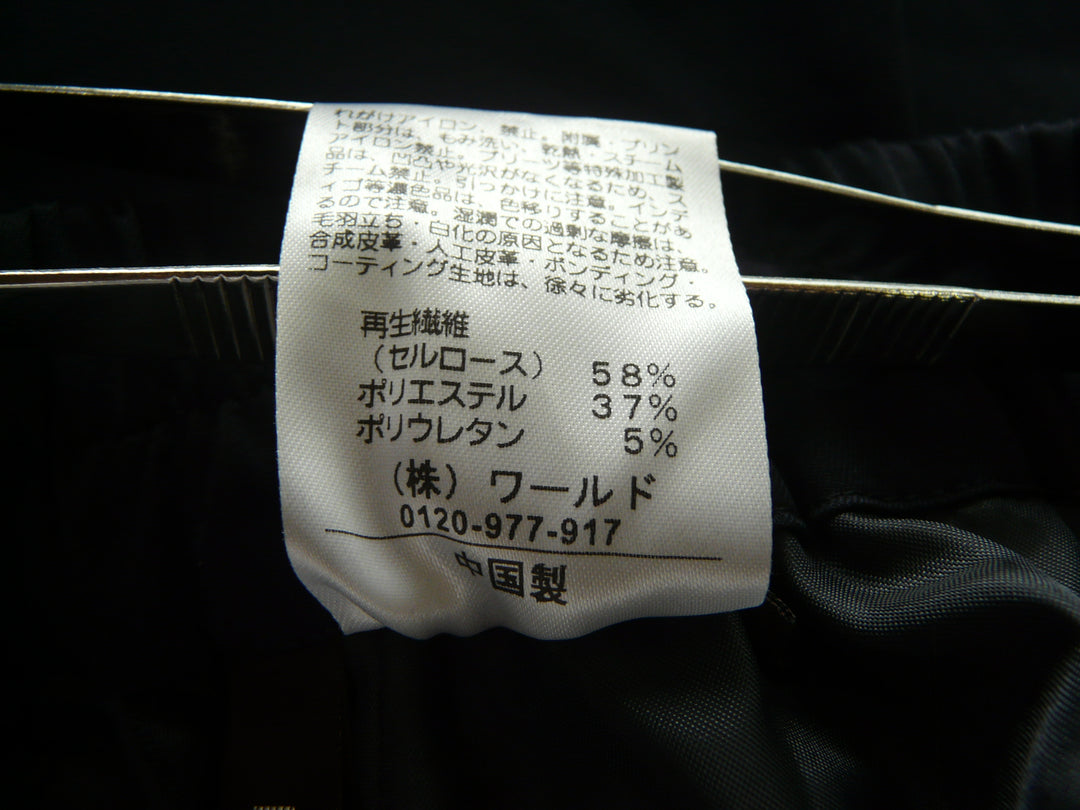 れがけアイロン・禁止。附属・プリン
ト部分は、もみ洗い、乾熱・スチーム
アイロン禁止。プリーツ等特殊加工製
品は、凹凸や光沢がなくなるため、ス
チーム禁止。引っかけに注意。インデ
ィゴ等濃色品は、色移りすることがあ
るので注意。湿潤での過剰な摩擦は、
毛羽立ち・白化の原因となるため注意。
合成皮革・人工皮革・ボンディング・
コーティング生地は、徐々に劣化する。
再生繊維
（セルロース） 58%
ポリエステル 37%
ポリウレタン 5%
（株）ワールド
0120-977-917
中国製